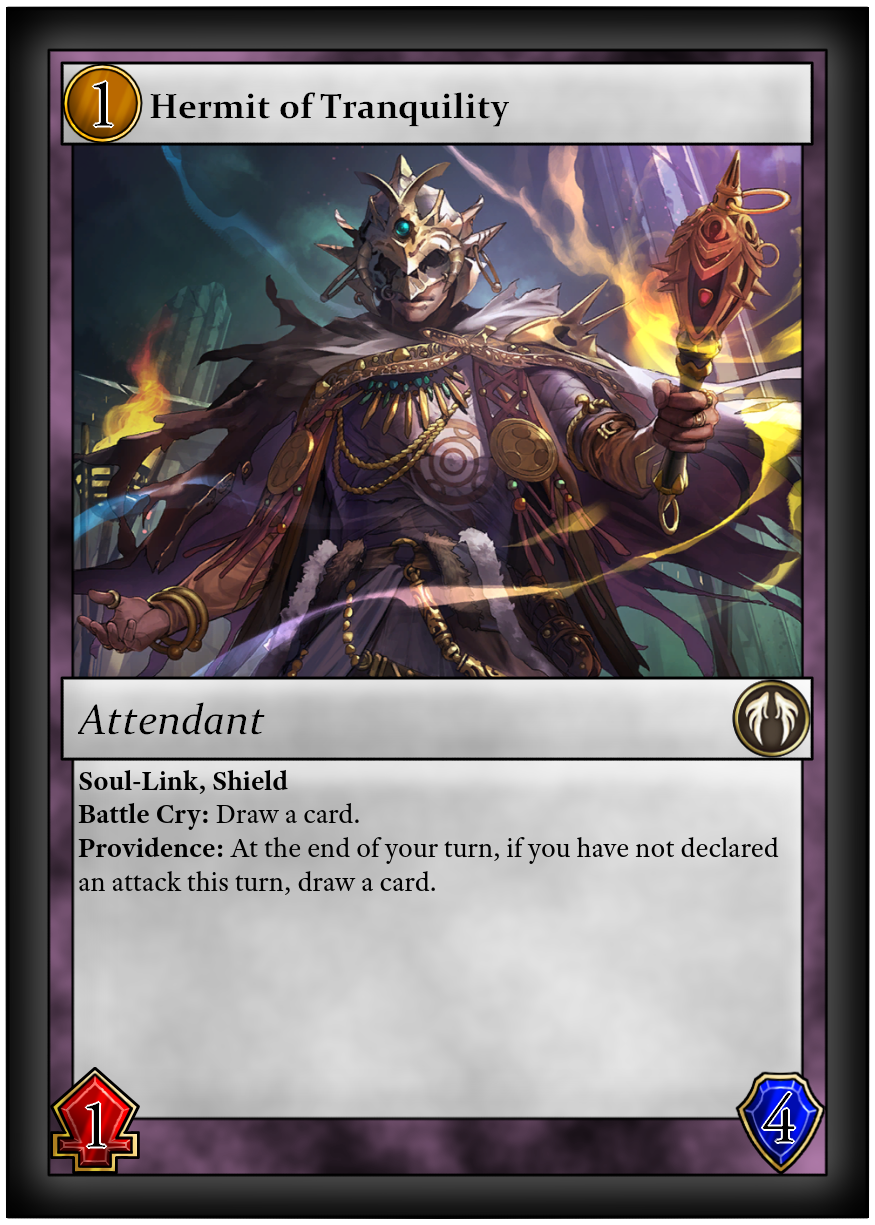 1
Hermit of Tranquility
Attendant
Soul-Link, Shield
Battle Cry: Draw a card.
Providence: At the end of your turn, if you have not declared
an attack this turn, draw a card.
1
4